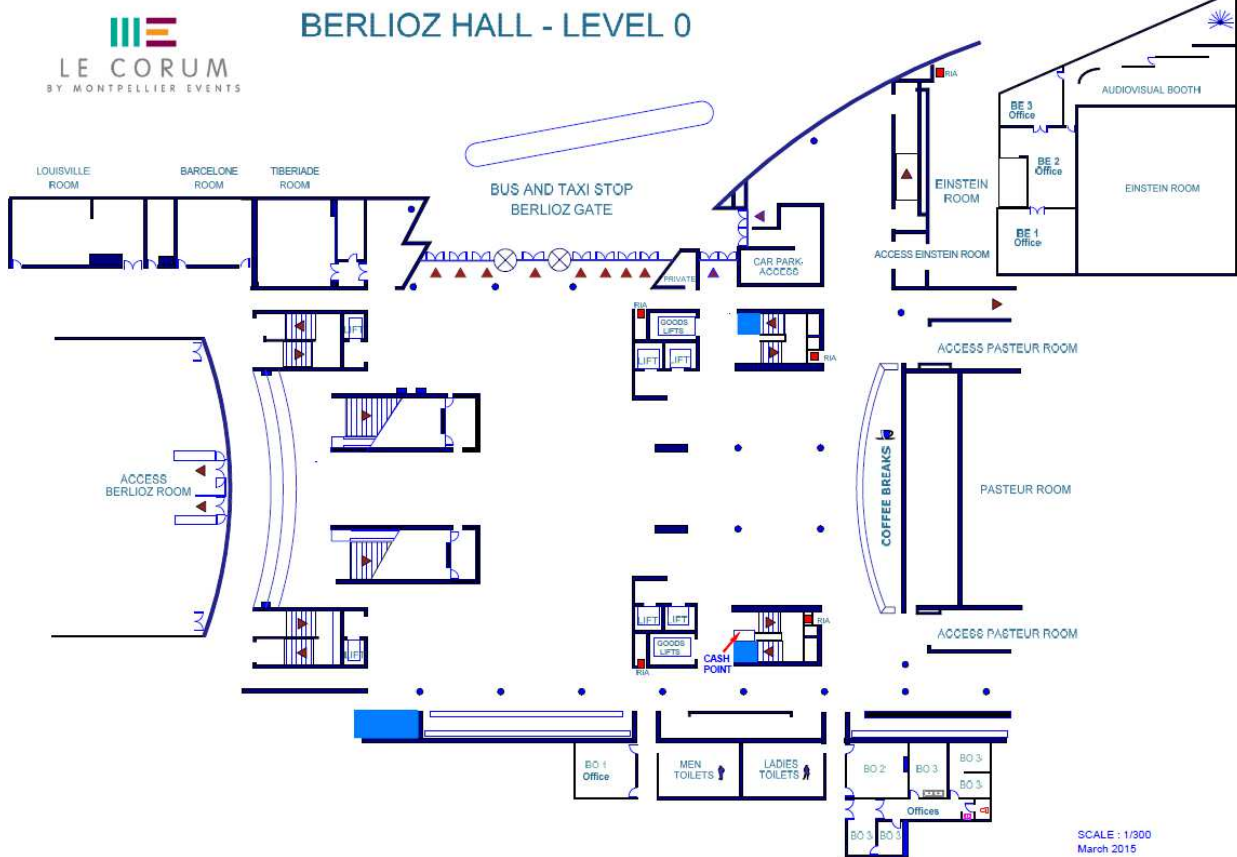 BERLIOZ HALL - LEVEL 0
LE CORUM
BY MONTPELLIER EVENTS
RIA
AUDIOVISUAL BOOTH
BE 3
Office
LOUISVILLE
ROOM
BARCELONE
ROOM
TIBERIADE
ROOM
BUS AND TAXI STOP
BERLIOZ GATE
EINSTEIN
ROOM
BE 2
Office
EINSTEIN ROOM
BE 1
Office
ACCESS EINSTEIN ROOM
CAR PARK
ACCESS
PRIVATE
RIA
GOODS
LIFTS
LIFT
LIFT
LIFT
RIA
ACCESS PASTEUR ROOM
COFFEE BREAKS
ACCESS
BERLIOZ ROOM
PASTEUR ROOM
LIFT
LIFT
RIA
GOODS
LIFTS
LIFT
RIA
CASH
POINT
ACCESS PASTEUR ROOM
BO 1
Office
MEN
TOILETS
LADIES
TOILETS
BO 2
BO 3
BO 3
BO 3
Offices
BO 3
BO 3
SCALE : 1/300
March 2015